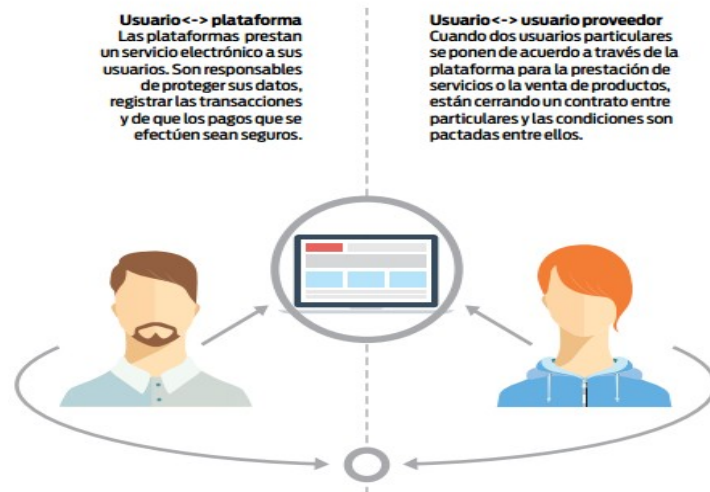 Usuario<-> plataforma
Las plataformas prestan
un servicio electrónico a sus
usuarios. Son responsables
de proteger sus datos,
registrar las transacciones
y de que los pagos que se
efectúen sean seguros.
Usuario<-> usuario proveedor
Cuando dos usuarios particulares
se ponen de acuerdo a través de la
plataforma para la prestación de
servicios o la venta de productos,
están cerrando un contrato entre
particulares y las condiciones son
pactadas entre ellos.